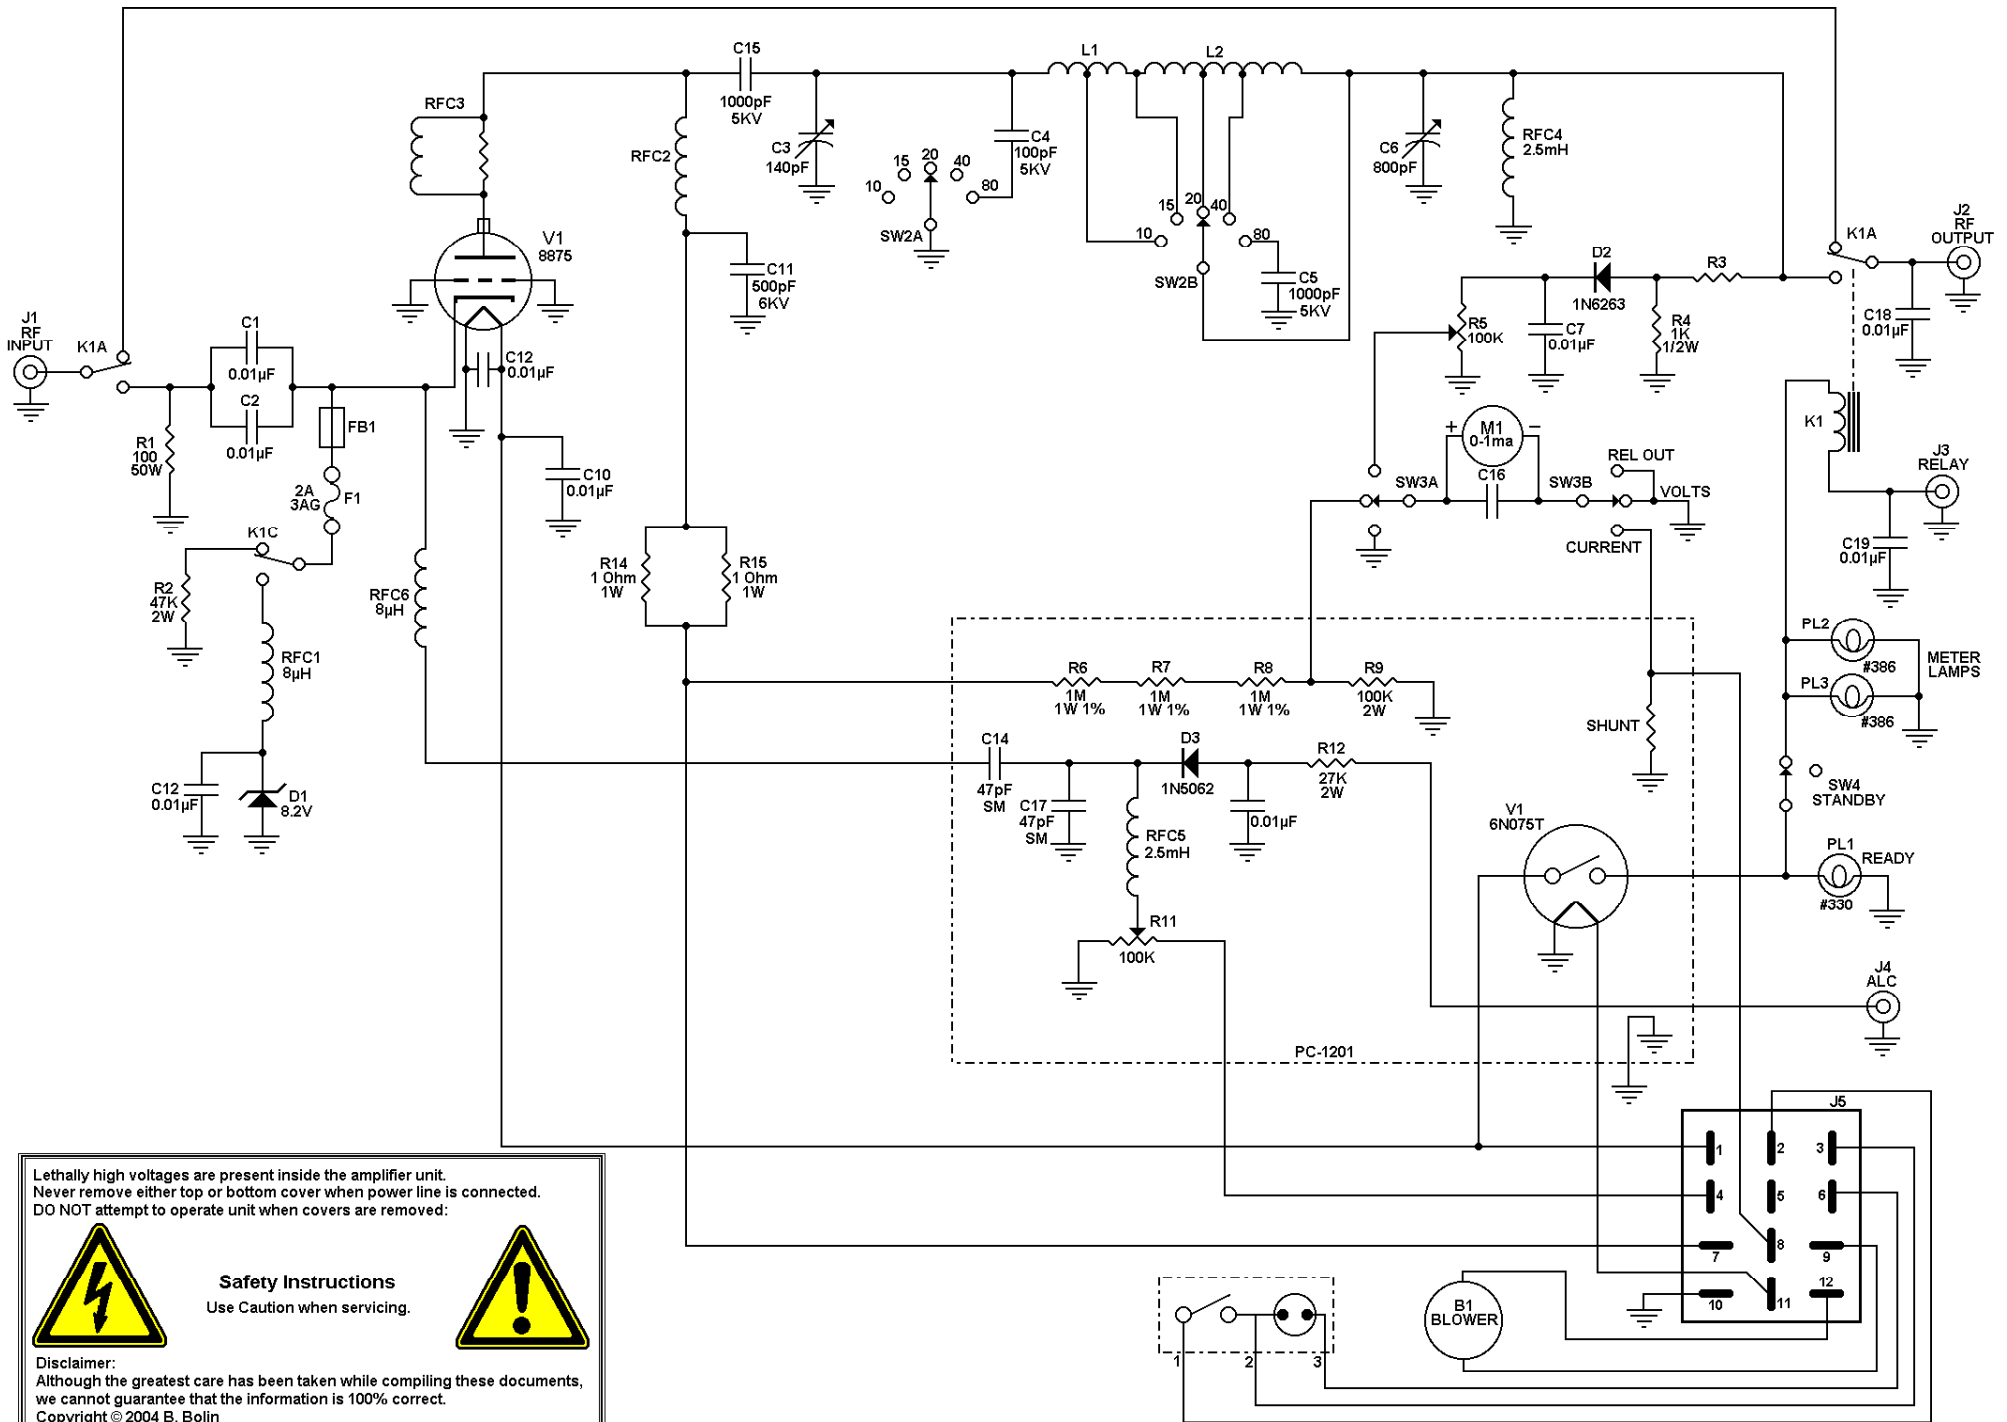 C15
1000pF
5KV
L1
L2
RFC3
RFC2
C3
140pF
C4
100pF
5KV
10
15
20
40
80
SW2A
10
15
20
40
80
SW2B
C5
1000pF
5KV
C6
800pF
RFC4
2.5mH
K1A
J2
RF
OUTPUT
C18
0.01µF
V1
8875
C11
500pF
6KV
D2
1N6263
R3
R4
1K
1/2W
C7
0.01µF
R5
100K
J1
RF
INPUT
K1A
C1
0.01µF
C2
0.01µF
R1
100
50W
FB1
2A
3AG
F1
C12
0.01µF
C10
0.01µF
K1C
R2
47K
2W
RFC1
8µH
RFC6
8µH
C12
0.01µF
D1
8.2V
R14
1 Ohm
1W
R15
1 Ohm
1W
+
M1
0-1ma
−
C16
SW3A
SW3B
REL OUT
VOLTS
CURRENT
K1
J3
RELAY
C19
0.01µF
PL2
#386
PL3
#386
METER
LAMPS
R6
1M
1W 1%
R7
1M
1W 1%
R8
1M
1W 1%
R9
100K
2W
SHUNT
C14
47pF
SM
C17
47pF
SM
D3
1N5062
R12
27K
2W
0.01µF
RFC5
2.5mH
R11
100K
V1
6N075T
SW4
STANDBY
PL1
READY
#330
J4
ALC
PC-1201
J5
1
2
3
4
5
6
7
8
9
10
11
12
B1
BLOWER
1
2
3
Lethally high voltages are present inside the amplifier unit.
Never remove either top or bottom cover when power line is connected.
DO NOT attempt to operate unit when covers are removed:
Safety Instructions
Use Caution when servicing.
Disclaimer:
Although the greatest care has been taken while compiling these documents,
we cannot guarantee that the information is 100% correct.
Copyright © 2004 B. Bolin